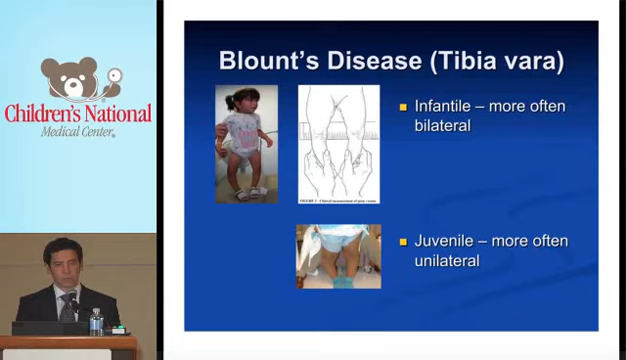 Children's National
Medical Center®
Blount's Disease (Tibia vara)
Infantile – more often
bilateral
Juvenile – more often
unilateral